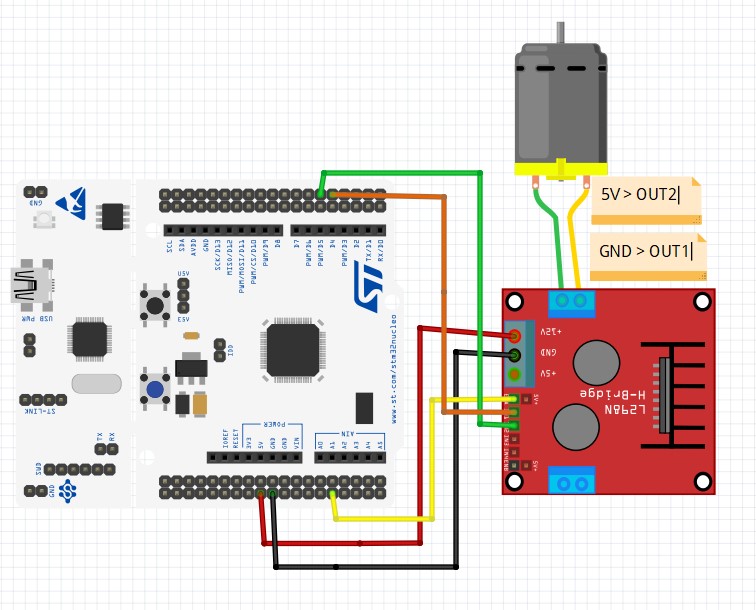 5V > OUT2
GND > OUT1
GND
SCL
SDA
AVDD
GND
SCK/D13
MISO/D12
PWM/MOSI/D11
PWM/CS/D10
PWM/D9
D8
D7
PWM/D6
PWM/D5
D4
PWM/D3
D2
TX/D1
RX/D0
U5V
USB PWR
E5V
IDD
www.st-com/stm32nucleo
+12V
GND
+5V
L298N
H-Bridge
5V+
5V+
ST-LINK
TX
RX
SWD
GND
POWER
AIN
IOREF
RESET
3V3
5V
GND
GND
VIN
A0
A1
A2
A3
A4
A5